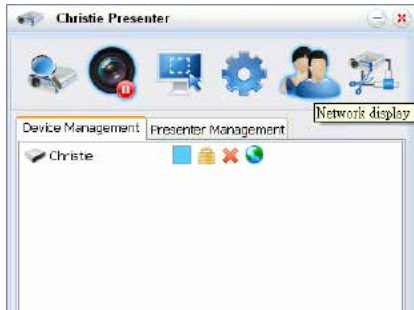 Christie Presenter
Network display
Device Management Presenter Management
Christie